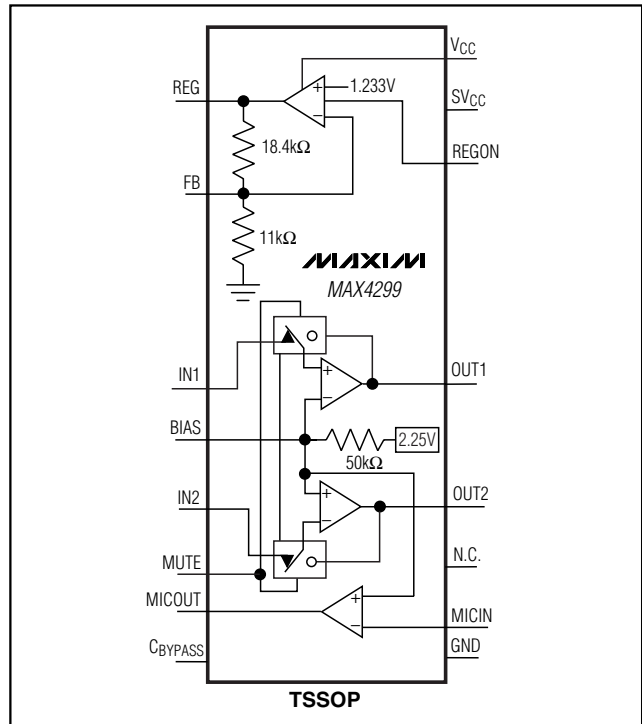 VCC
REG
+
1.233V
−
SVCC
18.4kΩ
REGON
FB
11kΩ
MAXIM
MAX4299
IN1
+
−
OUT1
BIAS
2.25V
50kΩ
IN2
+
−
OUT2
MUTE
N.C.
MICOUT
+
−
MICIN
CBYPASS
GND
TSSOP